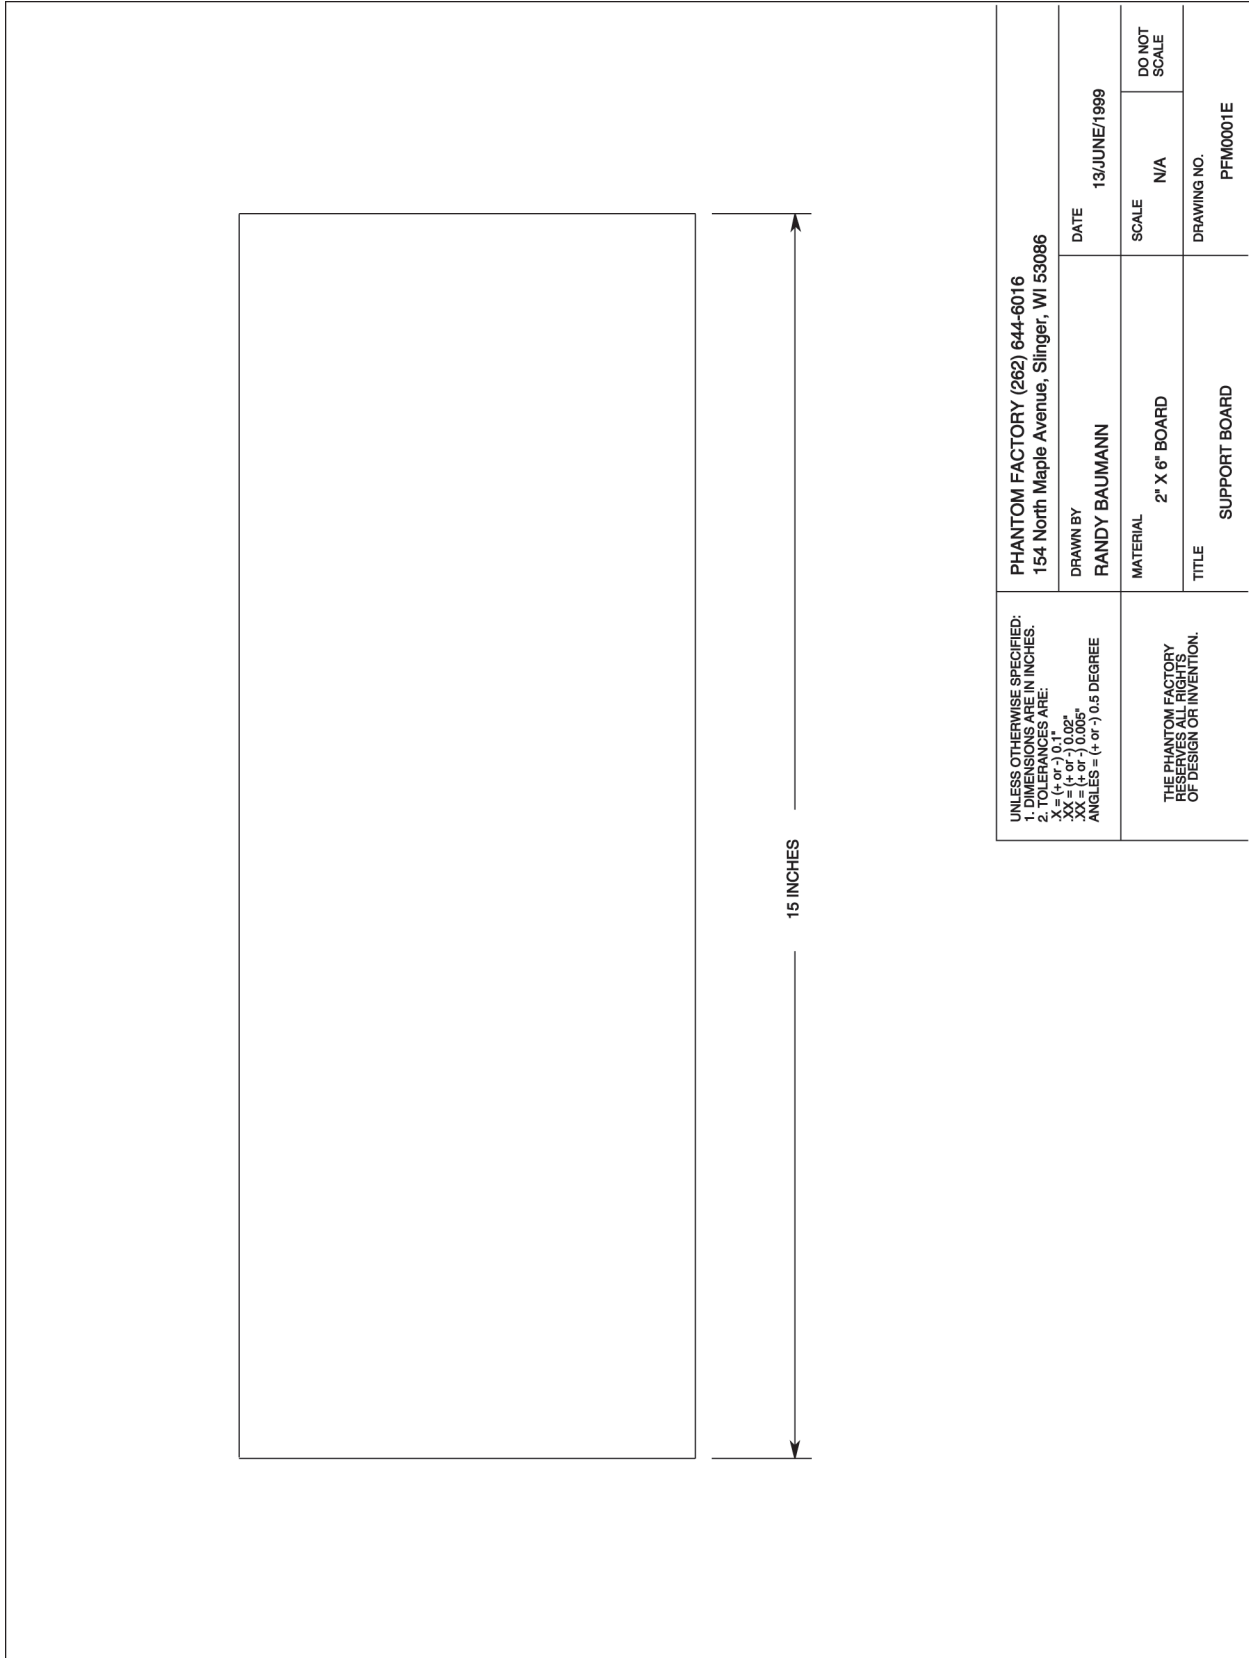 15 INCHES
UNLESS OTHERWISE SPECIFIED:
1. DIMENSIONS ARE IN INCHES.
2. TOLERANCES ARE:
.X = (+ or -) 0.1"
.XX = (+ or -) 0.02"
.XX = (+ or -) 0.005"
ANGLES = (+ or -) 0.5 DEGREE
THE PHANTOM FACTORY
RESERVES ALL RIGHTS
OF DESIGN OR INVENTION.
PHANTOM FACTORY (262) 644-6016
154 North Maple Avenue, Slinger, WI 53086
DRAWN BY
RANDY BAUMANN
DATE
13/JUNE/1999
MATERIAL
2" X 6" BOARD
SCALE
N/A
DO NOT
SCALE
TITLE
SUPPORT BOARD
DRAWING NO.
PFM0001E